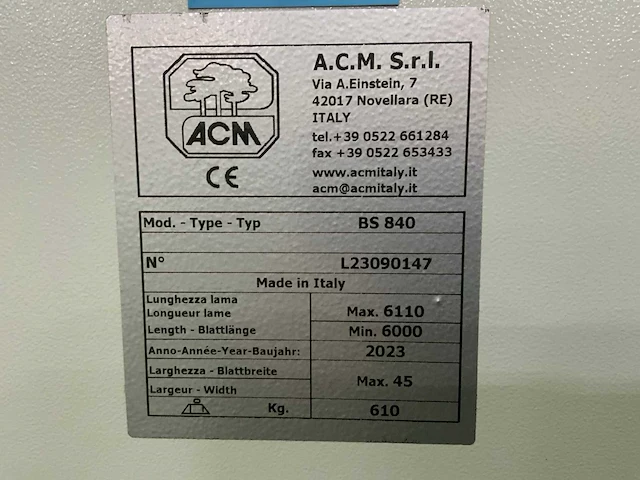 ACM
CE
A.C.M. S.r.l.
Via A.Einstein, 7
42017 Novellara (RE)
ITALY
tel.+39 0522 661284
fax +39 0522 653433
www.acmitaly.it
acm@acmitaly.it
Mod. - Type - Typ BS 840
N° L23090147
Made in Italy
Lunghezza lama
Longueur lame
Length - Blattlänge
Max. 6110
Min. 6000
Anno-Année-Year-Baujahr: 2023
Larghezza - Blattbreite
Largeur - Width
Max. 45
Kg. 610